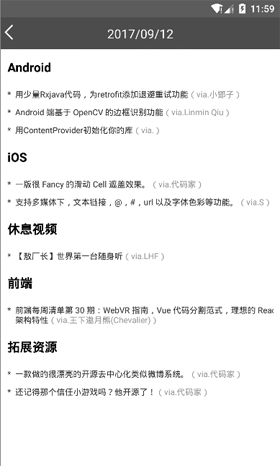 11:59
2017/09/12
Android
* 用少量Rxjava代码，为retrofit添加退避重试功能（via.小鄧子）
* Android 端基于 OpenCV 的边框识别功能（via.Linmin Qiu）
* 用ContentProvider初始化你的库（via.）
iOS
* 一版很 Fancy 的滑动 Cell 遮盖效果。（via.代码家）
* 支持多媒体下，文本链接，@，#，url 以及字体色彩等功能。（via.S）
休息视频
* 【敖厂长】世界第一台随身听（via.LHF）
前端
* 前端每周清单第 30 期：WebVR 指南，Vue 代码分割范式，理想的 Reac
架构特性（via.王下邀月熊(Chevalier)）
拓展资源
* 一款做的很漂亮的开源去中心化类似微博系统。（via.代码家）
* 还记得那个信任小游戏吗？他开源了！（via.代码家）